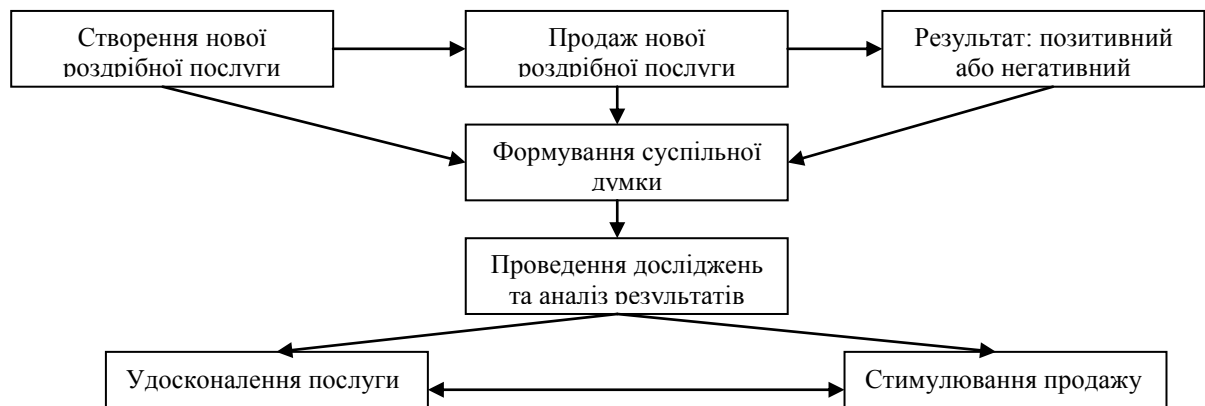 Створення нової
роздрібної послуги
Продаж нової
роздрібної послуги
Результат: позитивний
або негативний
Формування суспільної
думки
Проведення досліджень
та аналіз результатів
Удосконалення послуги
Стимулювання продажу